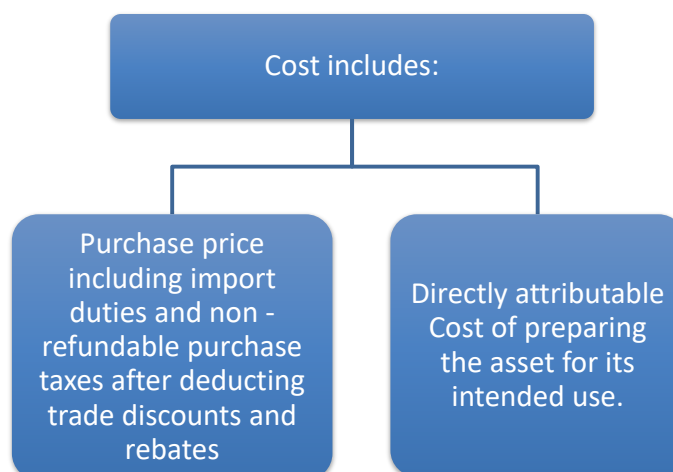 Cost includes:
Purchase price
including import
duties and non -
refundable purchase
taxes after deducting
trade discounts and
rebates
Directly attributable
Cost of preparing
the asset for its
intended use.